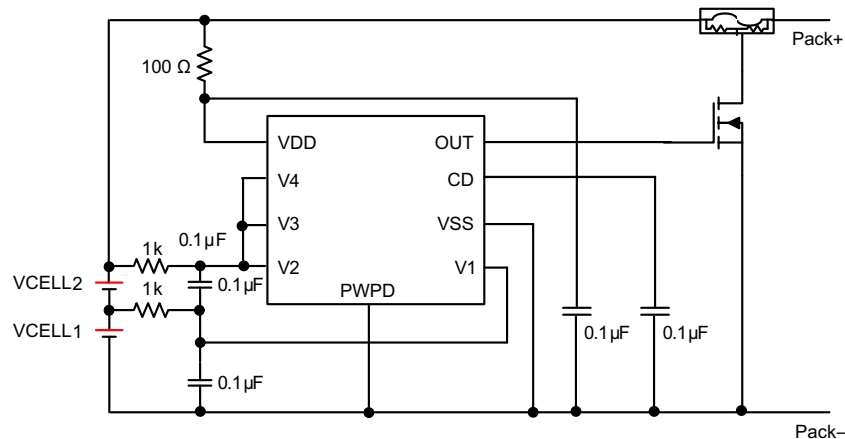 Pack+
100 Ω
VDD
OUT
V4
CD
V3
VSS
0.1µF
1k
V2
V1
VCELL2
0.1µF
PWPD
1k
VCELL1
0.1µF
0.1µF
0.1µF
Pack–